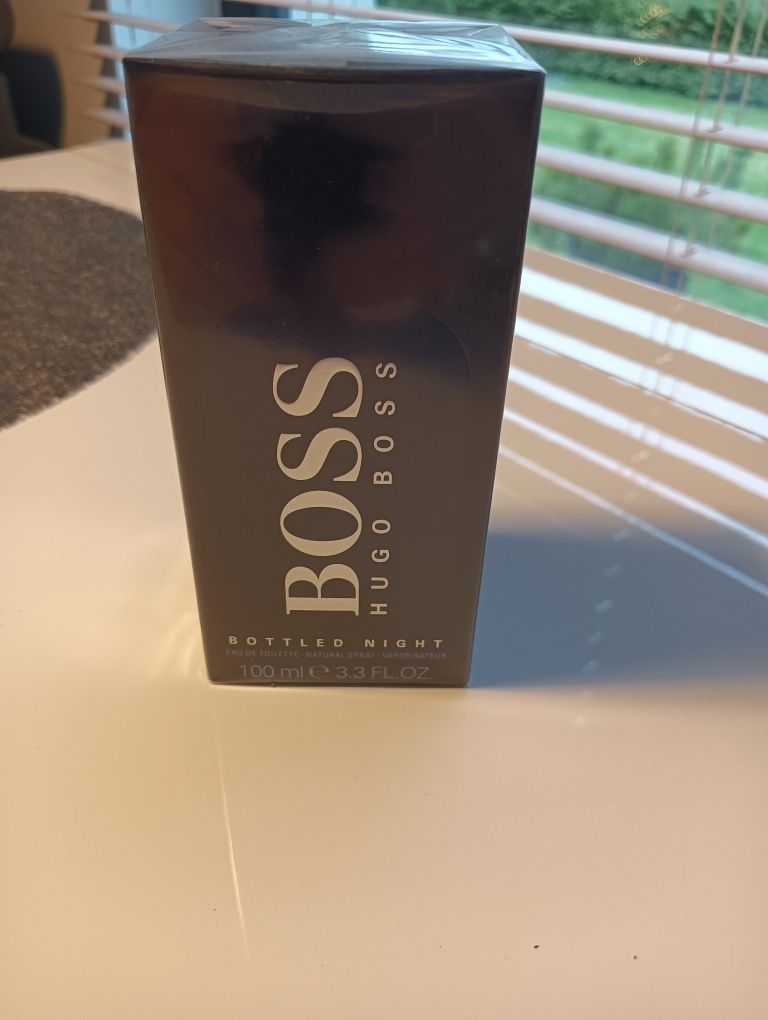 BOSS
HUGO BOSS
BOTTLED NIGHT
EAU DE TOILETTE · NATURAL SPRAY · VAPORISATEUR
100 ml ℮ 3.3 FL.OZ.